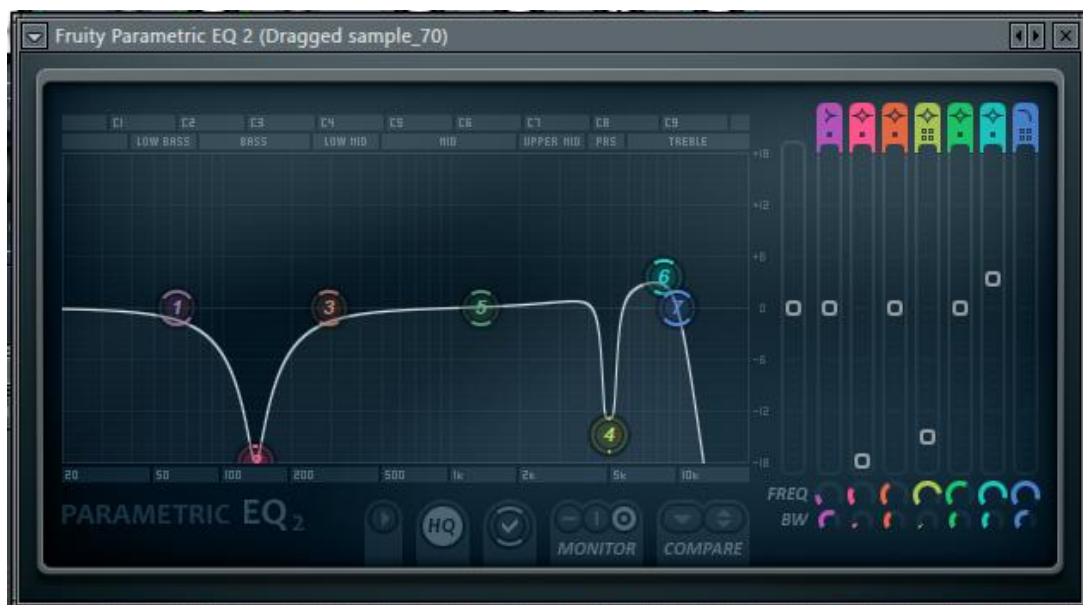 Fruity Parametric EQ 2 (Dragged sample_70)
C1 C2 C3 C4 C5 C6 C7 C8 C9
LOW BASS BASS LOW MID MID UPPER MID PRS TREBLE
+18
+12
+6
0
-6
-12
-18
1 3 5 6 7
4
20 50 100 200 500 1k 2k 5k 10k
PARAMETRIC EQ2
HQ
MONITOR COMPARE
FREQ
BW